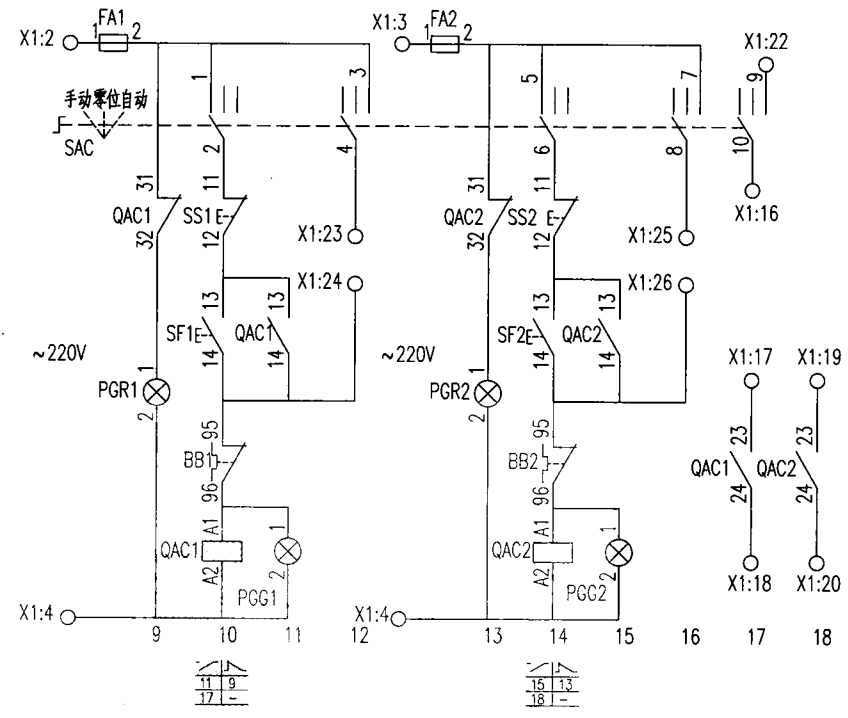 FA1
X1:2 1 2
FA2
X1:3 1 2
X1:22
1 3 5 7 9
手动零位自动
SAC
2 4 6 8 10
X1:16
31 11
QAC1 SS1 E
32 12
X1:23
X1:24
31 11
QAC2 SS2 E
32 12
X1:25
X1:26
13 13
SF1E QAC1
14 14
13 13
SF2E QAC2
14 14
~220V
~220V
X1:17 X1:19
1
PGR1
2
1
PGR2
2
95
BB1
96
95
BB2
96
23 23
QAC1 QAC2
24 24
A1 1
QAC1
A2 2
PGG1
A1 1
QAC2
A2 2
PGG2
X1:18 X1:20
X1:4
X1:4
9 10 11 12 13 14 15 16 17 18
11 9
17 -
15 13
18 -